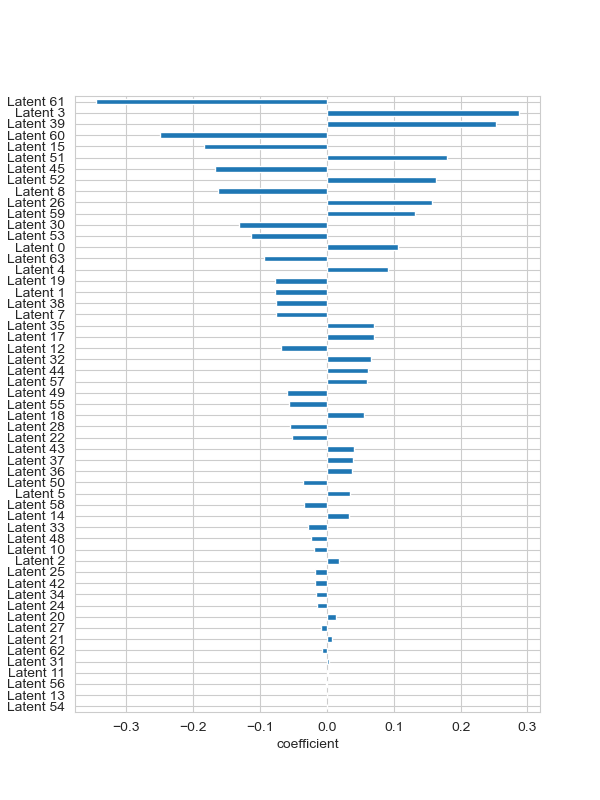 Latent 61
Latent 3
Latent 39
Latent 60
Latent 15
Latent 51
Latent 45
Latent 52
Latent 8
Latent 26
Latent 59
Latent 30
Latent 53
Latent 0
Latent 63
Latent 4
Latent 19
Latent 1
Latent 38
Latent 7
Latent 35
Latent 17
Latent 12
Latent 32
Latent 44
Latent 57
Latent 49
Latent 55
Latent 18
Latent 28
Latent 22
Latent 43
Latent 37
Latent 36
Latent 50
Latent 5
Latent 58
Latent 14
Latent 33
Latent 48
Latent 10
Latent 2
Latent 25
Latent 42
Latent 34
Latent 24
Latent 20
Latent 27
Latent 21
Latent 62
Latent 31
Latent 11
Latent 56
Latent 13
Latent 54
−0.3 −0.2 −0.1 0.0 0.1 0.2 0.3
coefficient